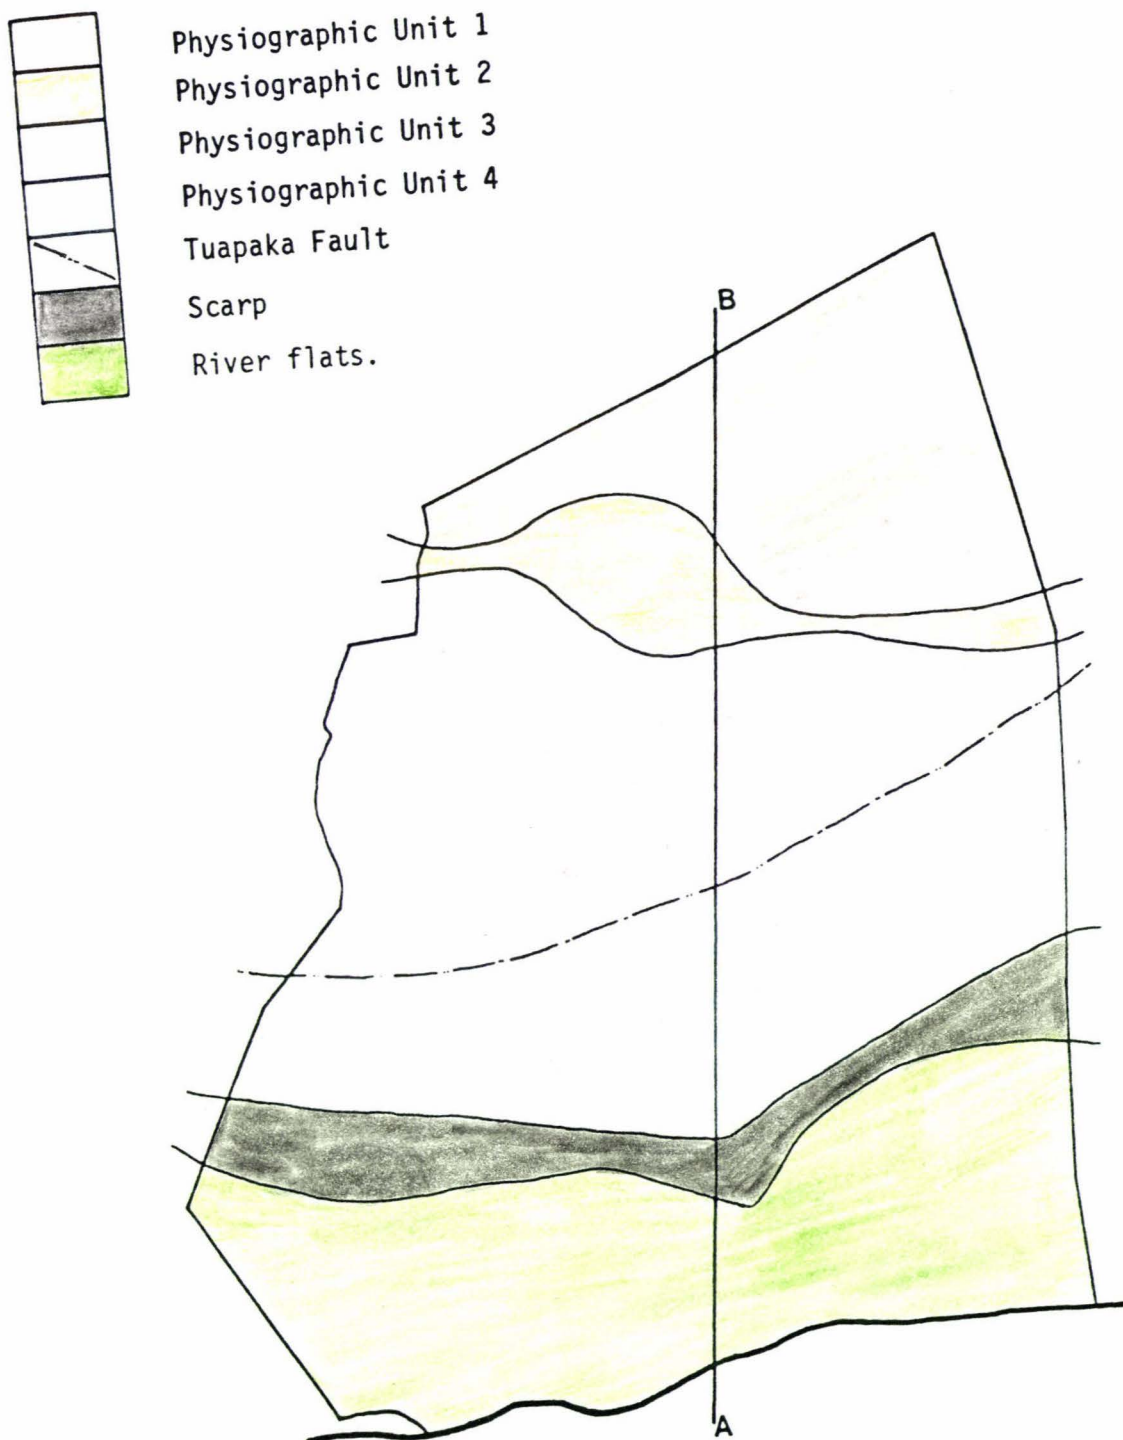 Physiographic Unit 1
Physiographic Unit 2
Physiographic Unit 3
Physiographic Unit 4
Tuapaka Fault
Scarp
River flats.
B
A